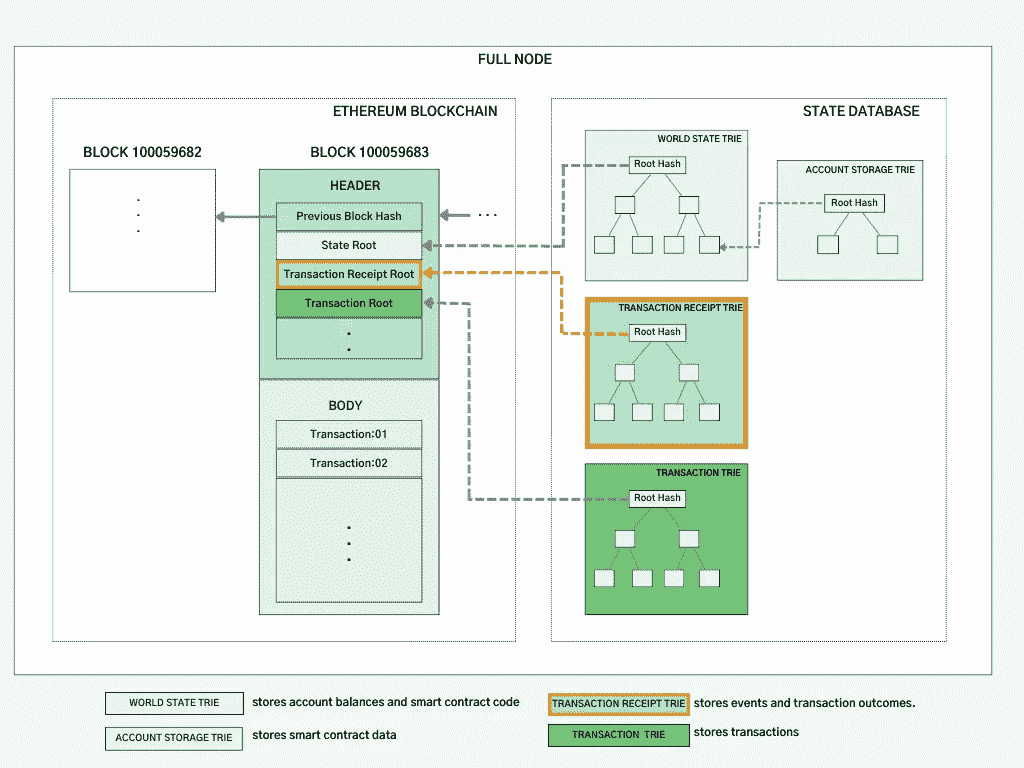 FULL NODE
ETHEREUM BLOCKCHAIN
BLOCK 100059682
BLOCK 100059683
HEADER
Previous Block Hash
State Root
Transaction Receipt Root
Transaction Root
BODY
Transaction:01
Transaction:02
STATE DATABASE
WORLD STATE TRIE
Root Hash
ACCOUNT STORAGE TRIE
Root Hash
TRANSACTION RECEIPT TRIE
Root Hash
TRANSACTION TRIE
Root Hash
WORLD STATE TRIE stores account balances and smart contract code
ACCOUNT STORAGE TRIE stores smart contract data
TRANSACTION RECEIPT TRIE stores events and transaction outcomes.
TRANSACTION TRIE stores transactions